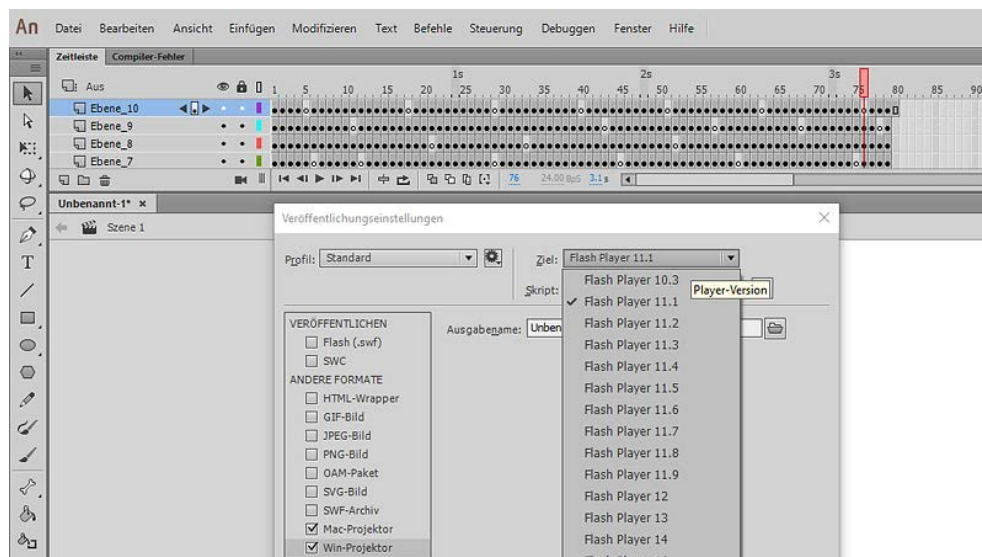 An Datei Bearbeiten Ansicht Einfügen Modifizieren Text Befehle Steuerung Debuggen Fenster Hilfe
Zeitleiste Compiler-Fehler
1s 2s 3s
Aus 1 5 10 15 20 25 30 35 40 45 50 55 60 65 70 75 80 85 90
Ebene_10
Ebene_9
Ebene_8
Ebene_7
76 24.00 BpS 3.1 s
Unbenannt-1* ×
Szene 1
Veröffentlichungseinstellungen
Profil: Standard Ziel: Flash Player 11.1
Skript:
Flash Player 10.3
Player-Version
Flash Player 11.1
Flash Player 11.2
Flash Player 11.3
Flash Player 11.4
Flash Player 11.5
Flash Player 11.6
Flash Player 11.7
Flash Player 11.8
Flash Player 11.9
Flash Player 12
Flash Player 13
Flash Player 14
VERÖFFENTLICHEN
Flash (.swf)
SWC
ANDERE FORMATE
HTML-Wrapper
GIF-Bild
JPEG-Bild
PNG-Bild
OAM-Paket
SVG-Bild
SWF-Archiv
Mac-Projektor
Win-Projektor
Ausgabename: Unben